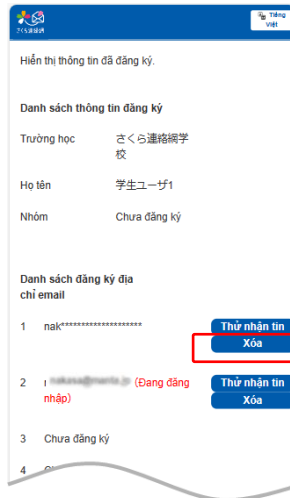 さくら連絡網
Tiếng
Việt
Hiển thị thông tin đã đăng ký.
Danh sách thông tin đăng ký
Trường học さくら連絡網学
校
Họ tên 学生ユーザ1
Nhóm Chưa đăng ký
Danh sách đăng ký địa
chỉ email
1 nak******************** Thử nhận tin
Xóa
2 (Đang đăng Thử nhận tin
nhập) Xóa
3 Chưa đăng ký
4